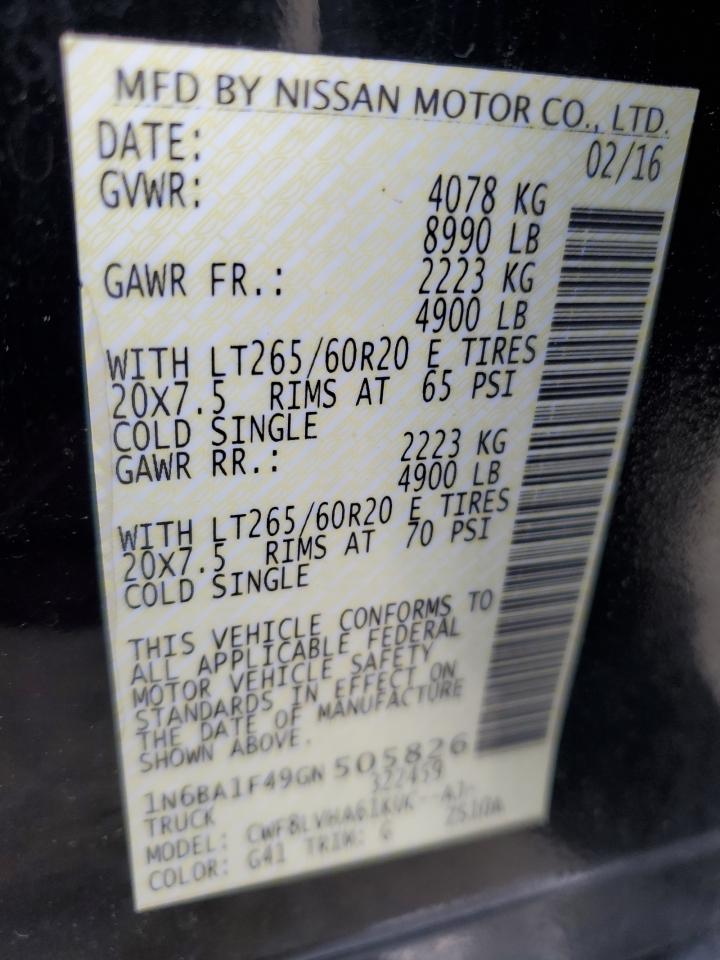 MFD BY NISSAN MOTOR CO., LTD.
DATE: 02/16
GVWR: 4078 KG
8990 LB
GAWR FR.: 2223 KG
4900 LB
WITH LT265/60R20 E TIRES
20X7.5 RIMS AT 65 PSI
COLD SINGLE
GAWR RR.: 2223 KG
4900 LB
WITH LT265/60R20 E TIRES
20X7.5 RIMS AT 70 PSI
COLD SINGLE
THIS VEHICLE CONFORMS TO
ALL APPLICABLE FEDERAL
MOTOR VEHICLE SAFETY
STANDARDS IN EFFECT ON
THE DATE OF MANUFACTURE
SHOWN ABOVE.
1N6BA1F49GN 505826
TRUCK 322459
MODEL:
COLOR: G41 TRIM: G